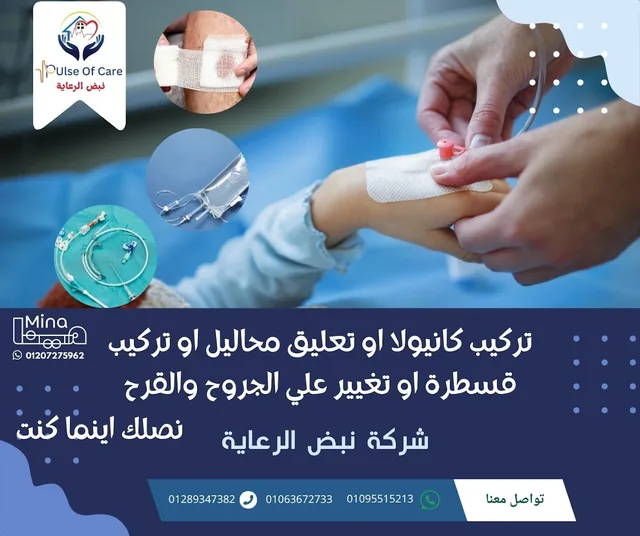 PUlse Of Care
نبض الرعاية
Mina
01207275962
تركيب كانيولا او تعليق محاليل او تركيب
قسطرة او تغيير علي الجروح والقرح
نصلك اينما كنت
شركة نبض الرعاية
تواصل معنا
01095515213
01063672733
01289347382